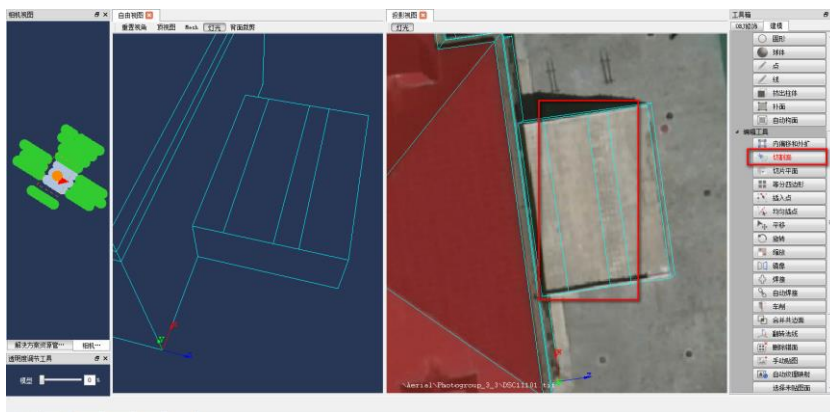 相机视图
自由视图
重置视角 顶视图 Mesh 灯光 背面裁剪
投影视图
灯光
工具箱
建模
圆形
球体
点
线
挤出柱体
补面
自动构面
编辑工具
内偏移和外扩
切割面
切片平面
等分四边形
插入点
均匀插点
平移
旋转
缩放
镜像
焊接
自动焊接
车削
合并共边面
翻转法线
删除错面
手动贴图
自动纹理映射
选择未贴图面
解决方案资源管… 相机…
透明度调节工具
模型 0 %
\Aerial\Photogroup_3_3\DSC11101.tif